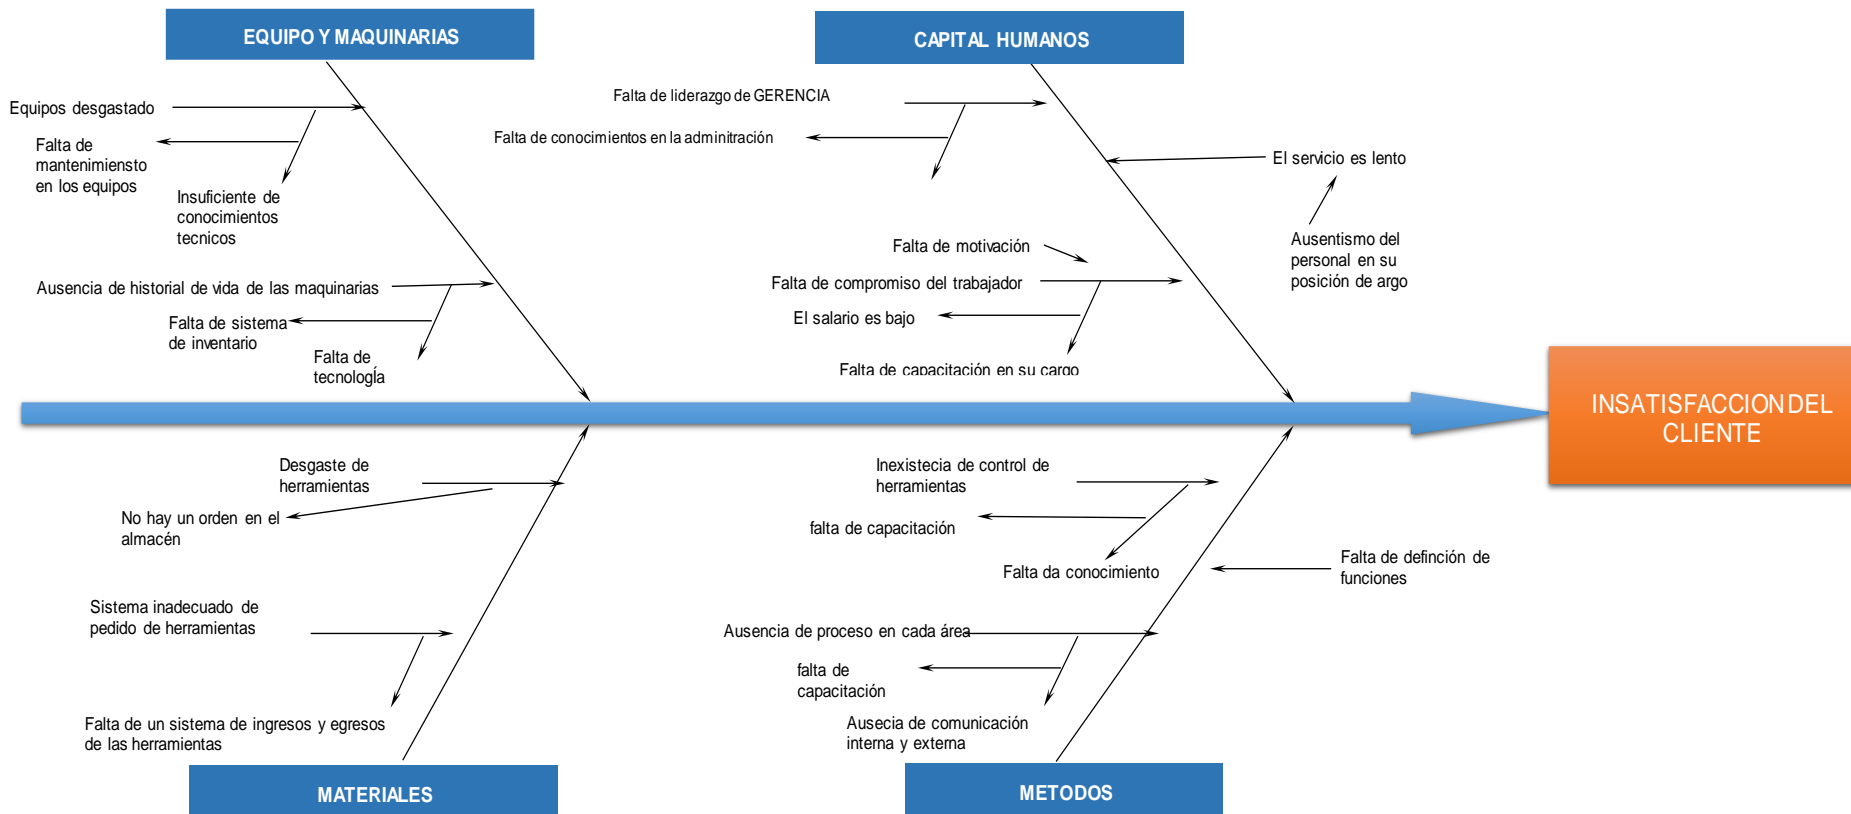 EQUIPO Y MAQUINARIAS
CAPITAL HUMANOS
Equipos desgastado
Falta de
mantenimiensto
en los equipos
Insuficiente de
conocimientos
tecnicos
Ausencia de historial de vida de las maquinarias
Falta de sistema
de inventario
Falta de
tecnología
Falta de liderazgo de GERENCIA
Falta de conocimientos en la adminitración
El servicio es lento
Ausentismo del
personal en su
posición de argo
Falta de motivación
Falta de compromiso del trabajador
El salario es bajo
Falta de capacitación en su cargo
INSATISFACCION DEL
CLIENTE
Desgaste de
herramientas
No hay un orden en el
almacén
Sistema inadecuado de
pedido de herramientas
Falta de un sistema de ingresos y egresos
de las herramientas
Inexistecia de control de
herramientas
falta de capacitación
Falta da conocimiento
Falta de definción de
funciones
Ausencia de proceso en cada área
falta de
capacitación
Ausecia de comunicación
interna y externa
MATERIALES
METODOS